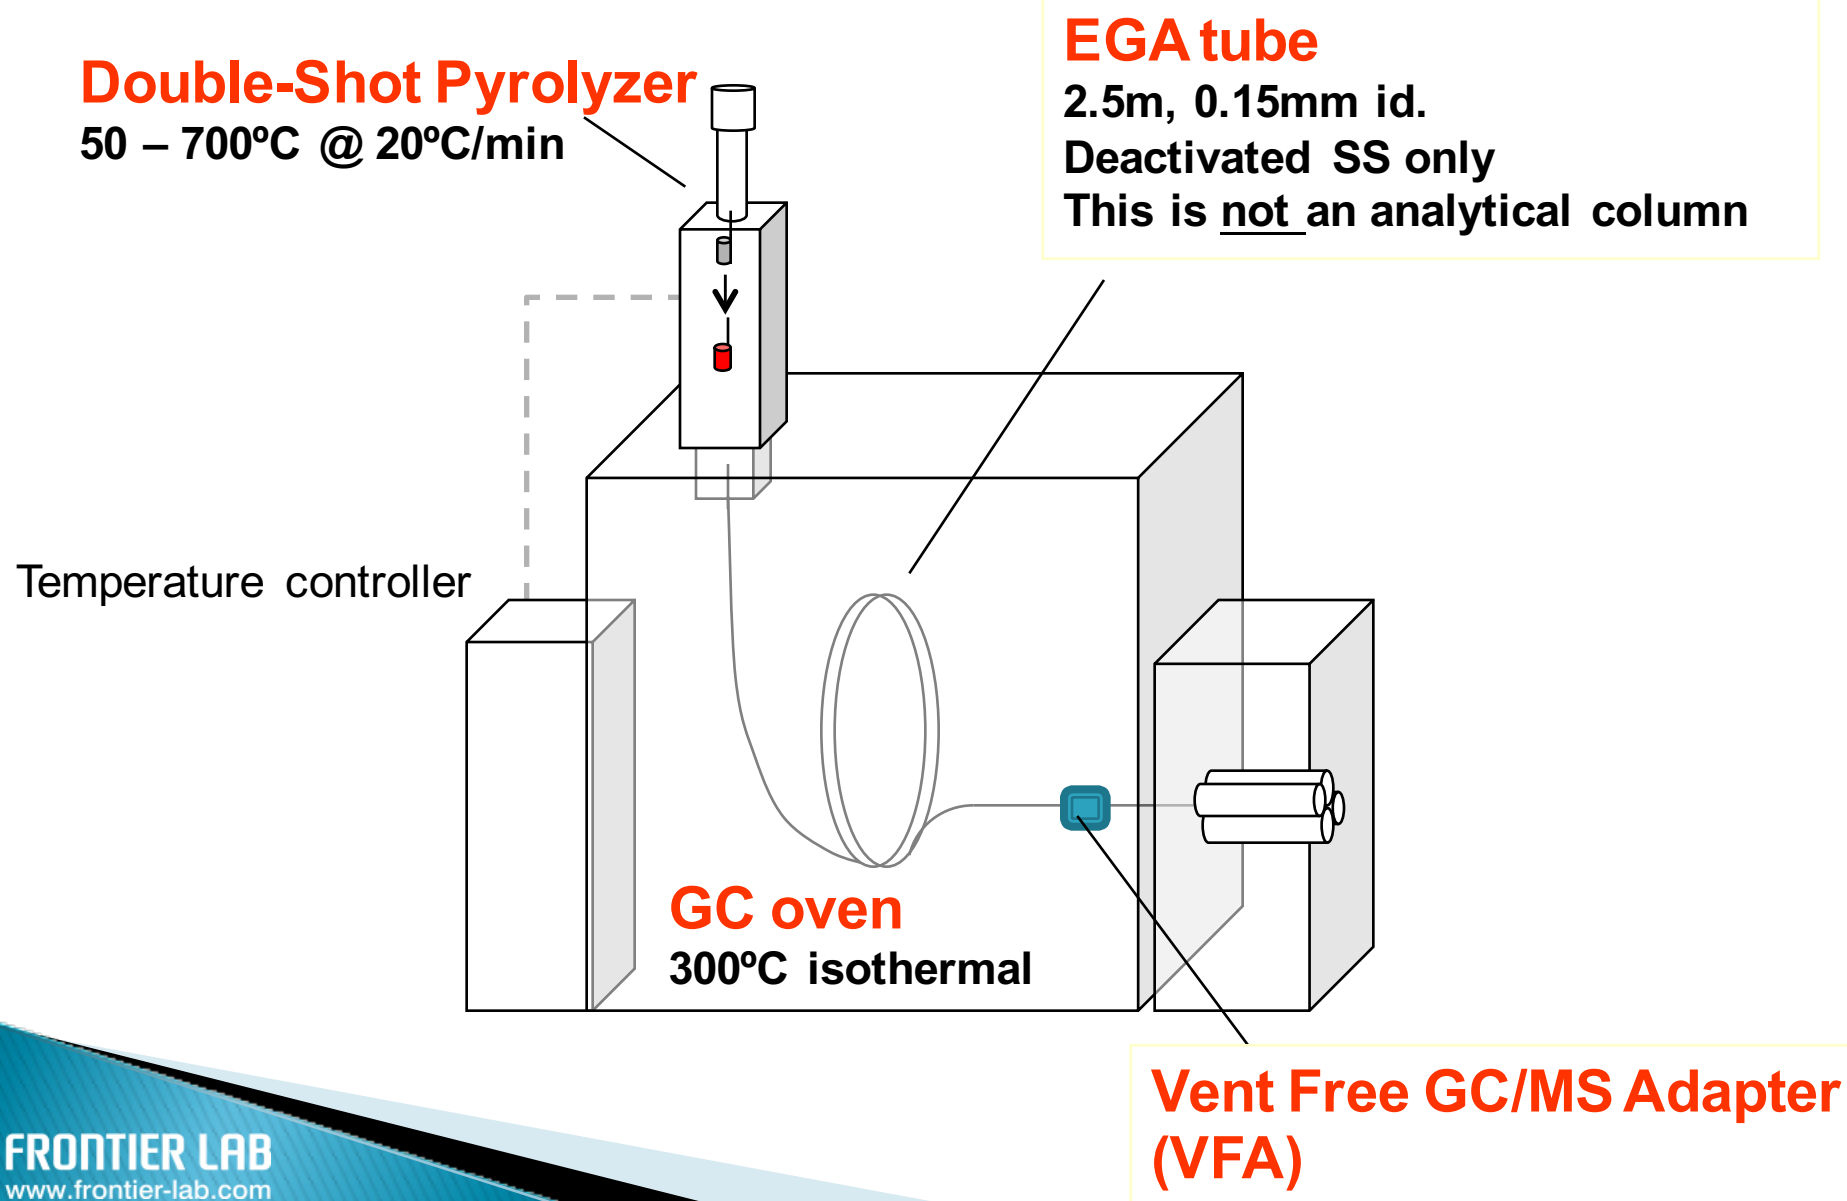 Double-Shot Pyrolyzer
50 – 700ºC @ 20ºC/min
EGA tube
2.5m, 0.15mm id.
Deactivated SS only
This is not an analytical column
Temperature controller
GC oven
300ºC isothermal
Vent Free GC/MS Adapter
(VFA)
FRONTIER LAB
www.frontier-lab.com